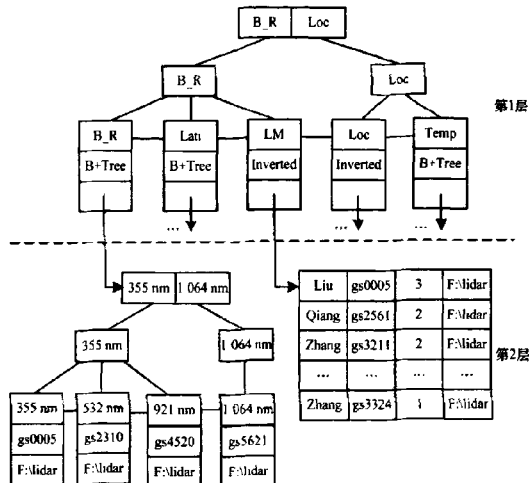 B_R Loc
B_R
Loc
第1层
B_R Lati LM Loc Temp
B+Tree B+Tree Inverted Inverted B+Tree
... ... ... ...
355 nm 1 064 nm
Liu gs0005 3 F:\lidar
Qiang gs2561 2 F:\lidar
Zhang gs3211 2 F:\lidar
... ... ... ...
Zhang gs3324 1 F:\lidar
第2层
355 nm
1 064 nm
355 nm 532 nm 921 nm 1 064 nm
gs0005 gs2310 gs4520 gs5621
F:\lidar F:\lidar F:\lidar F:\lidar